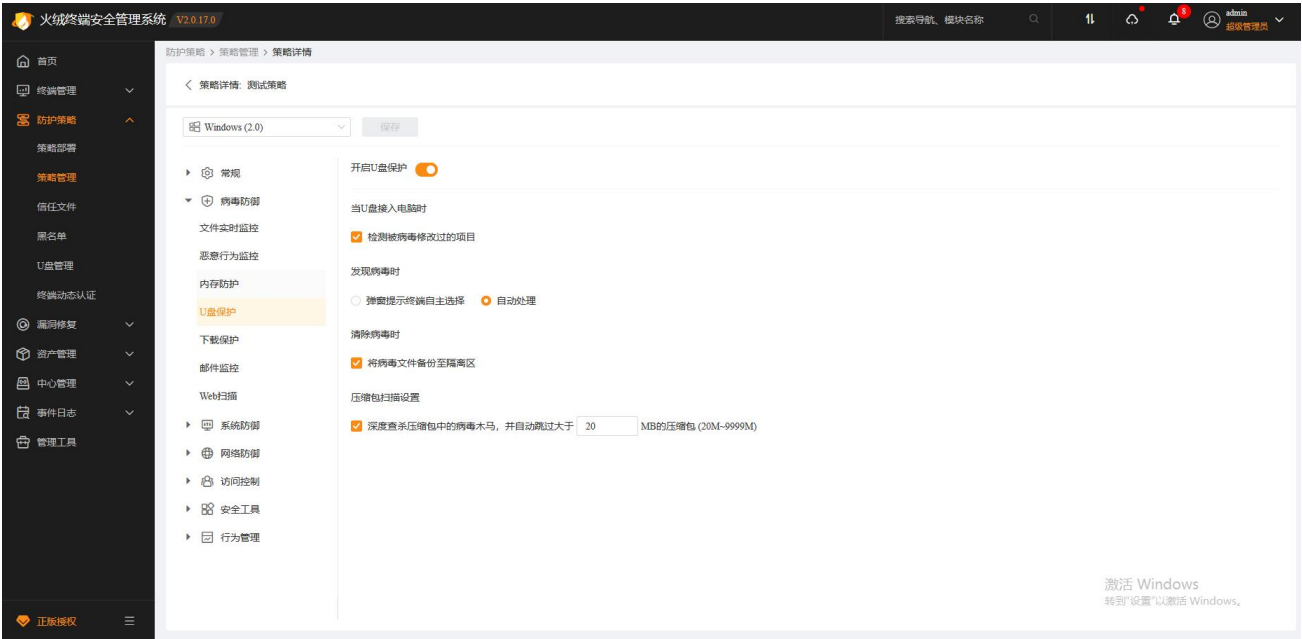 火绒终端安全管理系统 V2.0.17.0
搜索导航、模块名称
8
admin
超级管理员
首页
终端管理
防护策略
策略部署
策略管理
信任文件
黑名单
U盘管理
终端动态认证
漏洞修复
资产管理
中心管理
事件日志
管理工具
正版授权
防护策略 > 策略管理 > 策略详情
策略详情: 测试策略
Windows (2.0)
保存
常规
病毒防御
文件实时监控
恶意行为监控
内存防护
U盘保护
下载保护
邮件监控
Web扫描
系统防御
网络防御
访问控制
安全工具
行为管理
开启U盘保护
当U盘接入电脑时
检测被病毒修改过的项目
发现病毒时
弹窗提示终端自主选择 自动处理
清除病毒时
将病毒文件备份至隔离区
压缩包扫描设置
深度查杀压缩包中的病毒木马，并自动跳过大于 20 MB的压缩包 (20M~9999M)
激活 Windows
转到"设置"以激活 Windows。